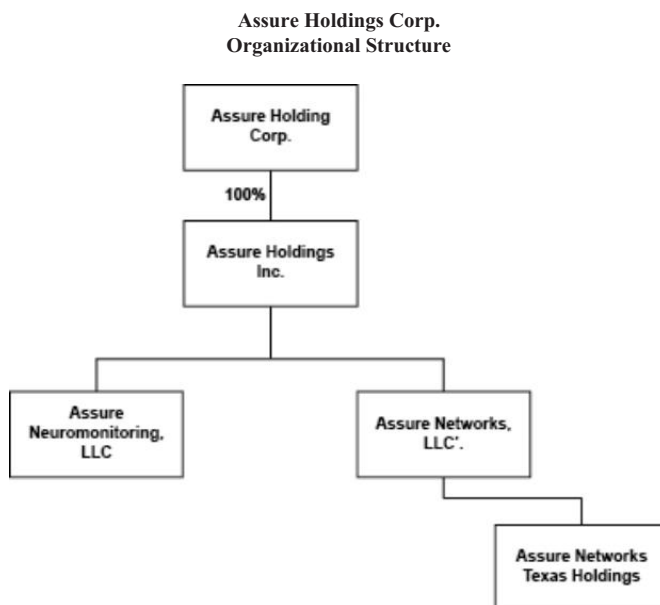 Assure Holdings Corp.
Organizational Structure
Assure Holding
Corp.
100%
Assure Holdings
Inc.
Assure
Neuromonitoring,
LLC
Assure Networks,
LLC'.
Assure Networks
Texas Holdings